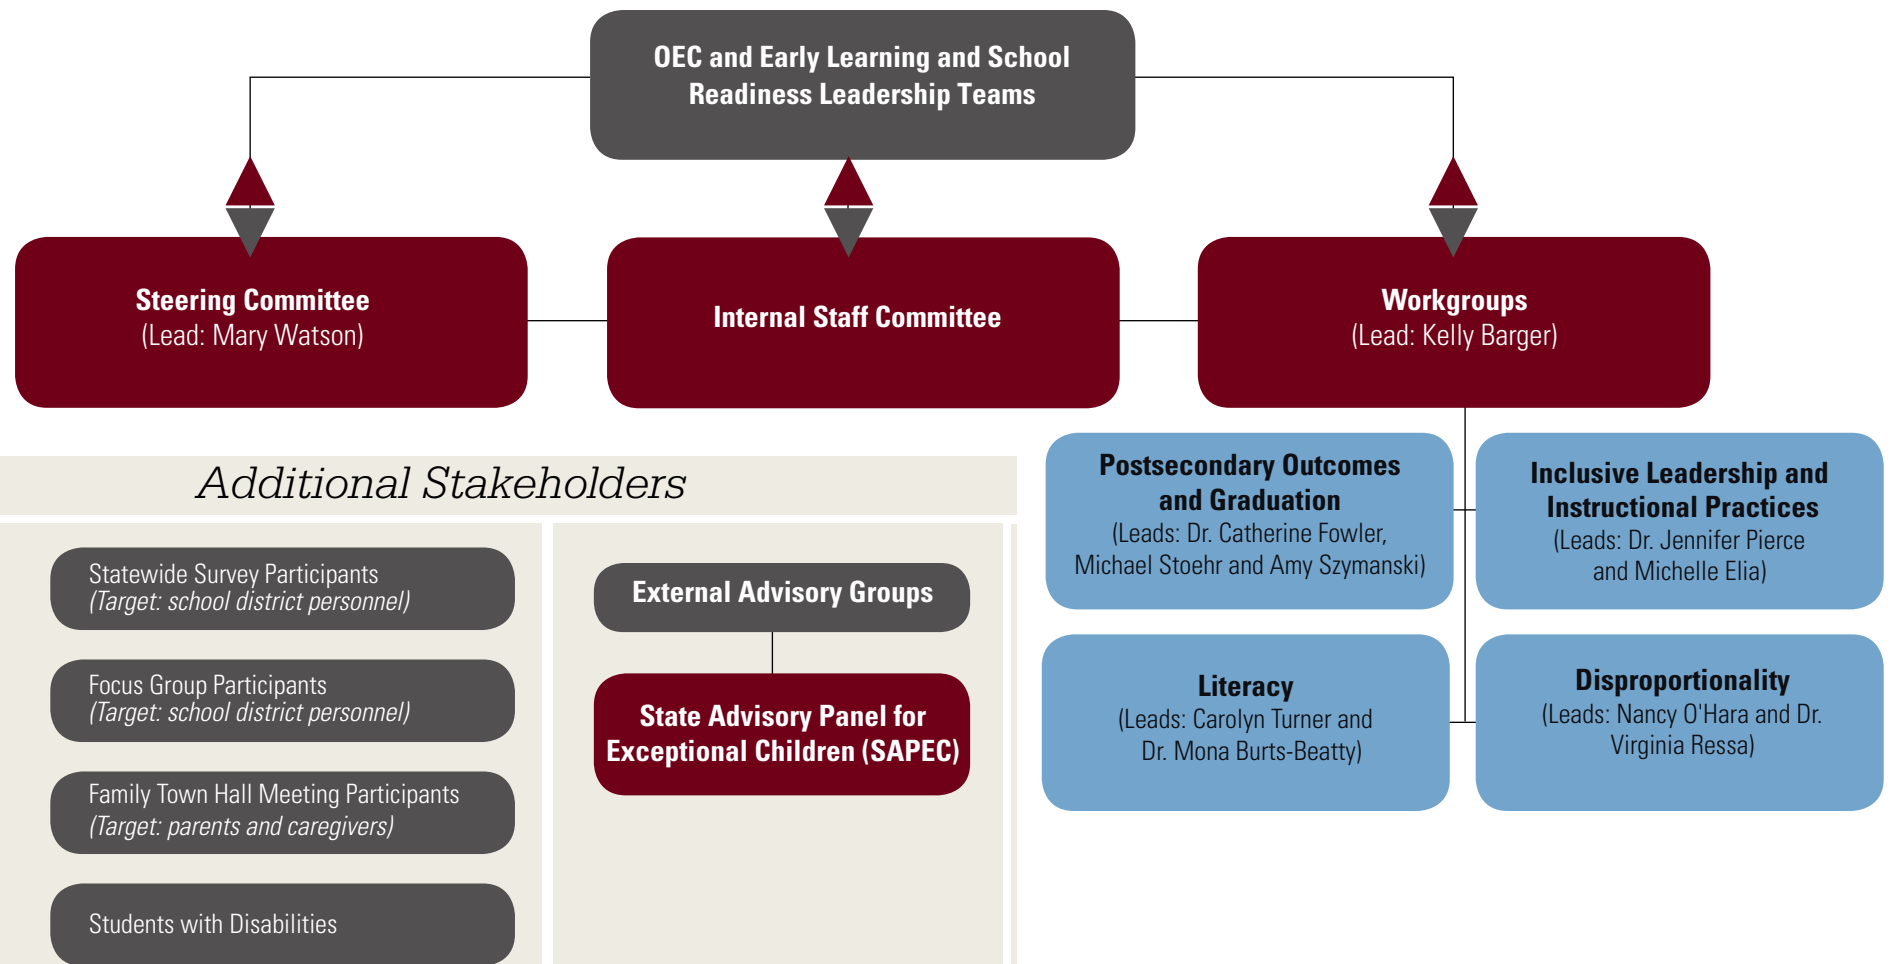 OEC and Early Learning and School
Readiness Leadership Teams
Steering Committee
(Lead: Mary Watson)
Internal Staff Committee
Workgroups
(Lead: Kelly Barger)
Additional Stakeholders
Statewide Survey Participants
(Target: school district personnel)
Focus Group Participants
(Target: school district personnel)
Family Town Hall Meeting Participants
(Target: parents and caregivers)
Students with Disabilities
External Advisory Groups
State Advisory Panel for
Exceptional Children (SAPEC)
Postsecondary Outcomes
and Graduation
(Leads: Dr. Catherine Fowler,
Michael Stoehr and Amy Szymanski)
Inclusive Leadership and
Instructional Practices
(Leads: Dr. Jennifer Pierce
and Michelle Elia)
Literacy
(Leads: Carolyn Turner and
Dr. Mona Burts-Beatty)
Disproportionality
(Leads: Nancy O'Hara and Dr.
Virginia Ressa)